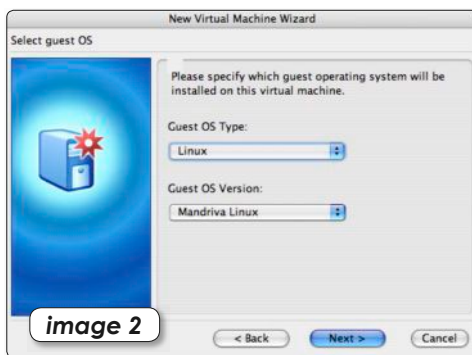 New Virtual Machine Wizard
Select guest OS
Please specify which guest operating system will be
installed on this virtual machine.
Guest OS Type:
Linux
Guest OS Version:
Mandriva Linux
image 2
< Back
Next >
Cancel